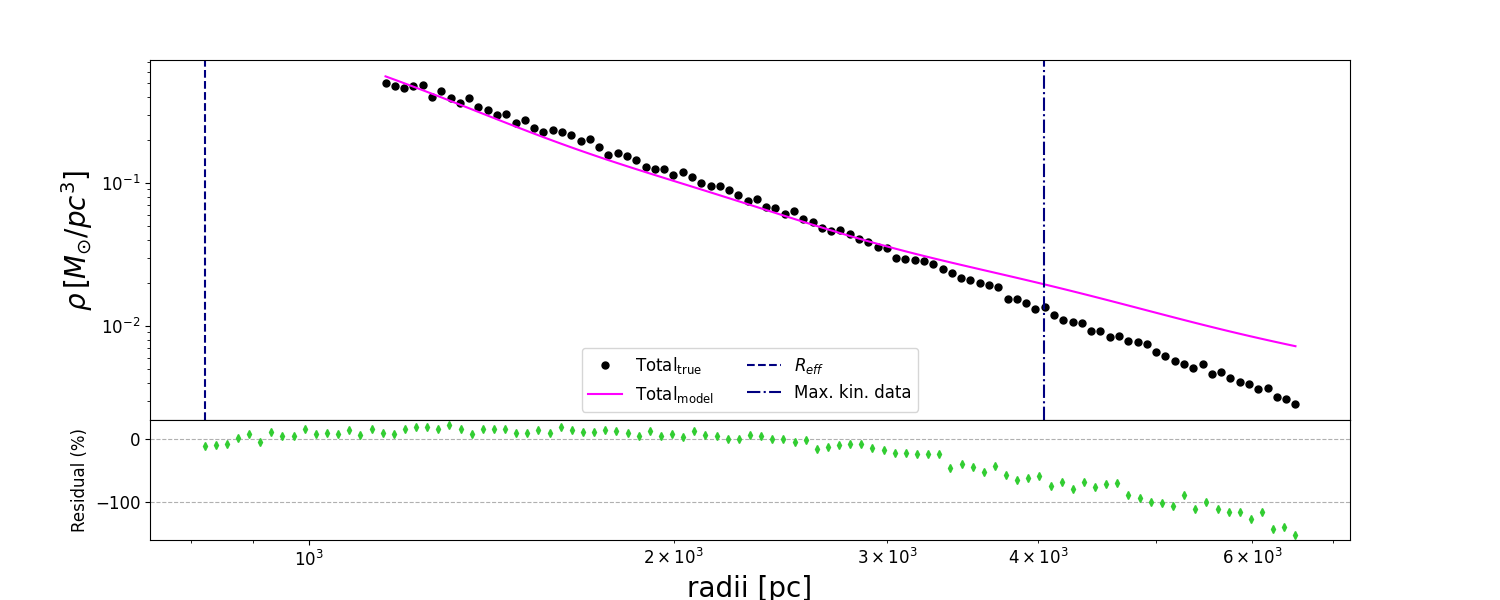 ρ [M⊙/pc³]
10⁻¹
10⁻²
Total_true
Total_model
R_eff
Max. kin. data
Residual (%)
0
−100
10³
2 × 10³
3 × 10³
4 × 10³
6 × 10³
radii [pc]